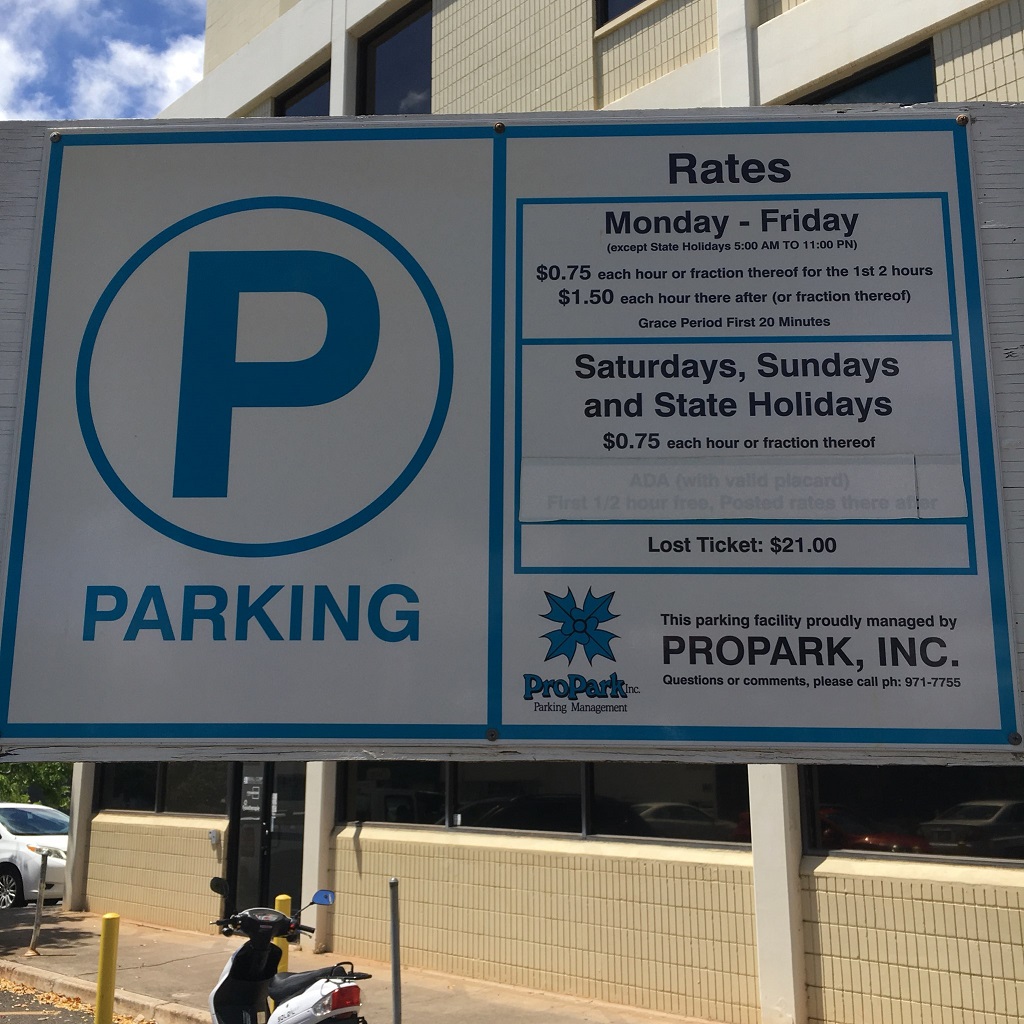 P
PARKING
Rates
Monday - Friday
(except State Holidays 5:00 AM TO 11:00 PN)
$0.75 each hour or fraction thereof for the 1st 2 hours
$1.50 each hour there after (or fraction thereof)
Grace Period First 20 Minutes
Saturdays, Sundays
and State Holidays
$0.75 each hour or fraction thereof
ADA (with valid placard)
First 1/2 hour free, Posted rates there after
Lost Ticket: $21.00
ProPark Inc.
Parking Management
This parking facility proudly managed by
PROPARK, INC.
Questions or comments, please call ph: 971-7755